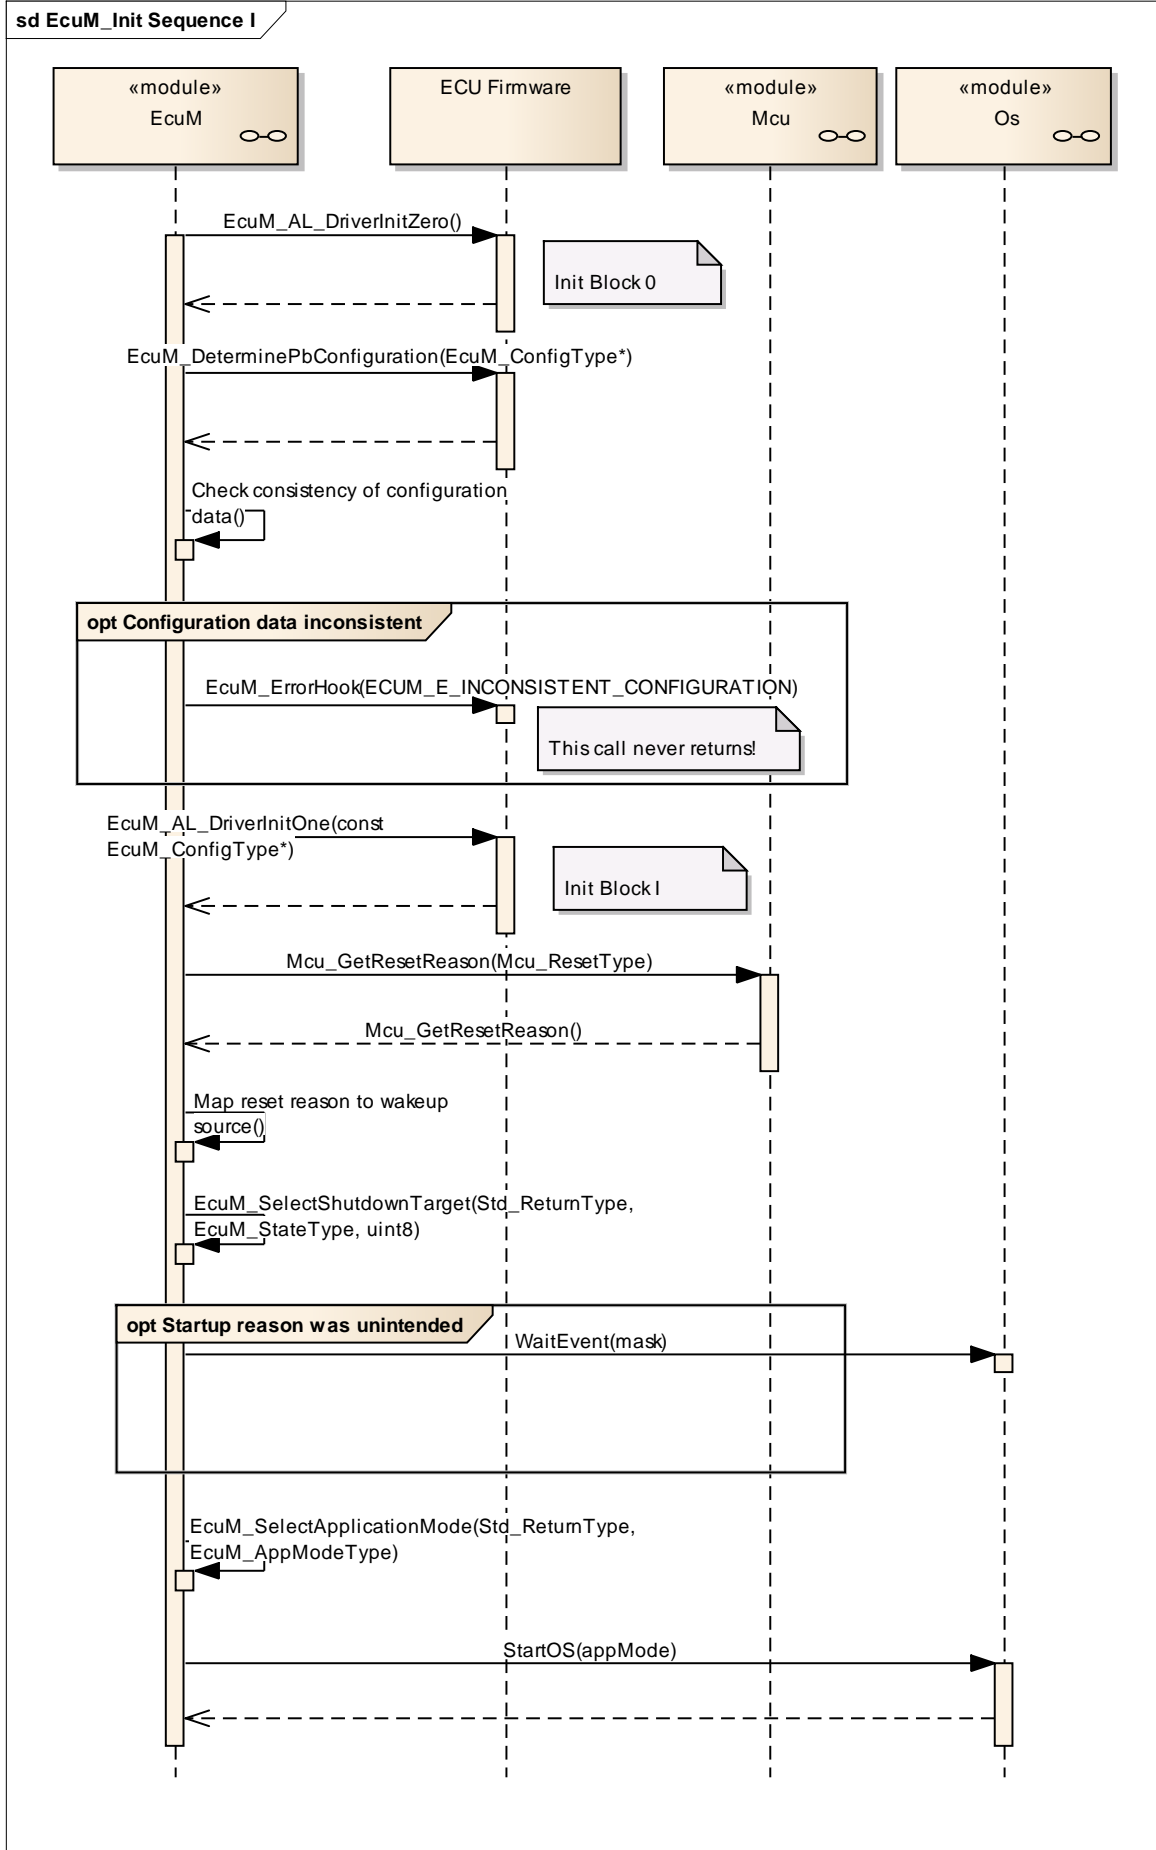 sd EcuM_Init Sequence I
«module»
EcuM
ECU Firmware
«module»
Mcu
«module»
Os
EcuM_AL_DriverInitZero()
Init Block 0
EcuM_DeterminePbConfiguration(EcuM_ConfigType*)
Check consistency of configuration
data()
opt Configuration data inconsistent
EcuM_ErrorHook(ECUM_E_INCONSISTENT_CONFIGURATION)
This call never returns!
EcuM_AL_DriverInitOne(const
EcuM_ConfigType*)
Init Block I
Mcu_GetResetReason(Mcu_ResetType)
Mcu_GetResetReason()
Map reset reason to wakeup
source()
EcuM_SelectShutdownTarget(Std_ReturnType,
EcuM_StateType, uint8)
opt Startup reason was unintended
WaitEvent(mask)
EcuM_SelectApplicationMode(Std_ReturnType,
EcuM_AppModeType)
StartOS(appMode)